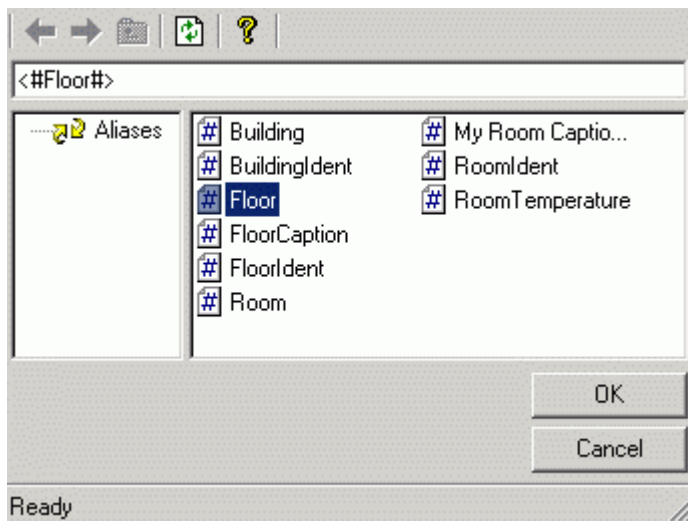 <#Floor#>
Aliases
Building
BuildingIdent
Floor
FloorCaption
FloorIdent
Room
My Room Captio...
RoomIdent
RoomTemperature
OK
Cancel
Ready